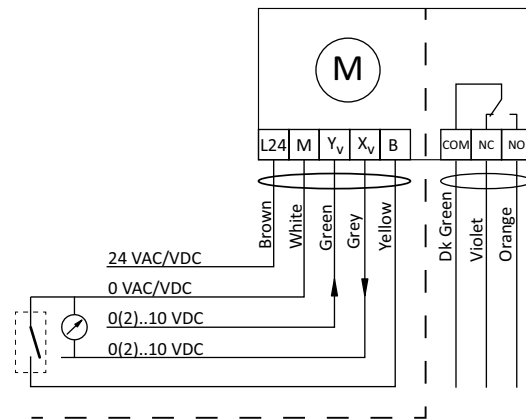 M
L24 M Yv Xv B COM NC NO
Brown
White
Green
Grey
Yellow
Dk Green
Violet
Orange
24 VAC/VDC
0 VAC/VDC
0(2)..10 VDC
0(2)..10 VDC